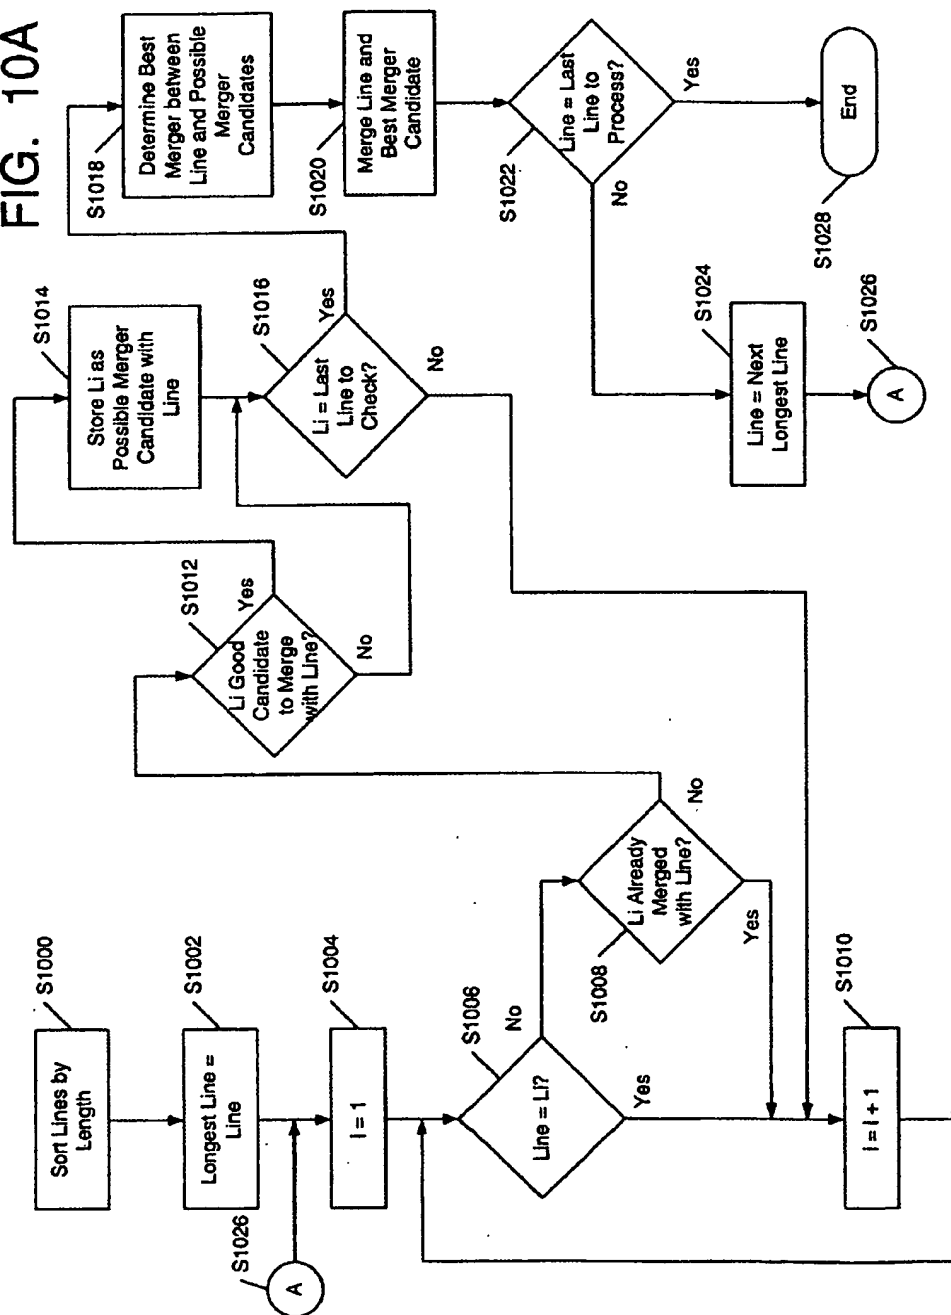 FIG. 10A
S1000
Sort Lines by
Length
S1002
Longest Line =
Line
S1026
A
S1004
I = 1
S1006
Line = Li?
No
Yes
S1008
Li Already
Merged
with Line?
No
Yes
S1010
I = I + 1
S1012
Li Good
Candidate
to Merge
with Line?
Yes
No
S1014
Store Li as
Possible Merger
Candidate with
Line
S1016
Li = Last
Line to
Check?
Yes
No
S1018
Determine Best
Merger between
Line and Possible
Merger
Candidates
S1020
Merge Line and
Best Merger
Candidate
S1022
Line = Last
Line to
Process?
Yes
No
S1024
Line = Next
Longest Line
S1026
A
S1028
End